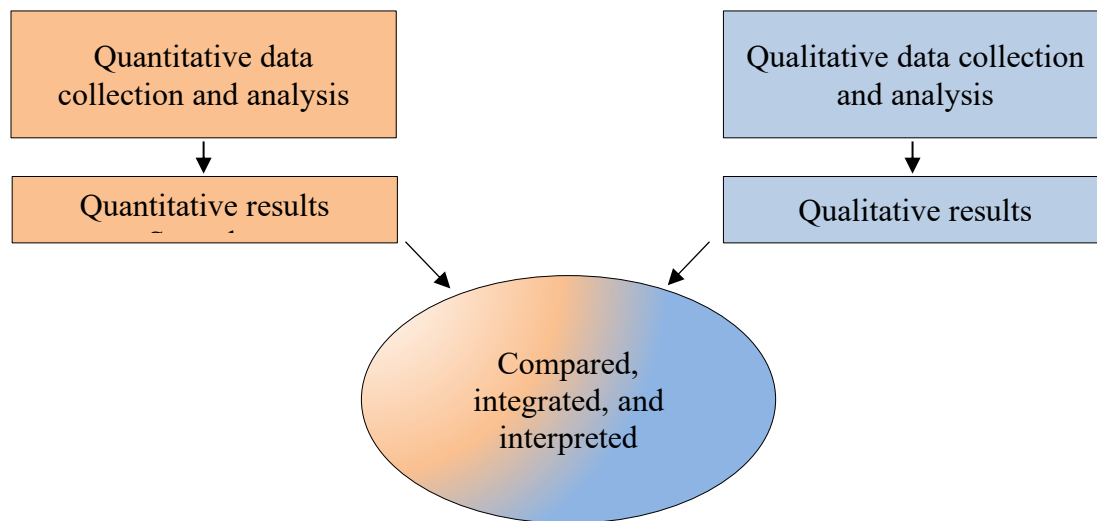 Quantitative data
collection and analysis
Qualitative data collection
and analysis
Quantitative results
Qualitative results
Compared,
integrated, and
interpreted